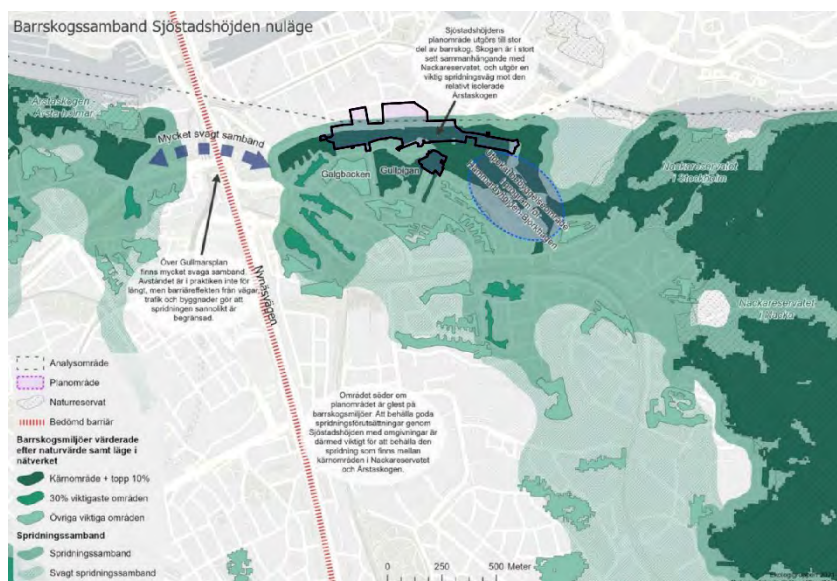 Barrskogssamband Sjöstadshöjden nuläge
Sjöstadshöjdens
planområde utgörs till stor
del av barrskog. Skogen är i stort
sett sammanhängande med
Nackareservatet, och utgör en
viktig spridningsväg mot den
relativt isolerade
Årstaskogen
Årstaskogen -
Årsta holmar
Mycket svagt samband
Galgbacken
Gullvigan
Nackareservatet
i Stockholm
Nackareservatet
i Nacka
Över Gullmarsplan
finns mycket svaga samband.
Avståndet är i praktiken inte för
långt, men barriäreffekten från vägar,
trafik och byggnader gör att
spridningen sannolikt är
begränsad.
Nynäsvägen
Området söder om
planområdet är glest på
barrskogsmiljöer. Att behålla goda
spridningsförutsättningar genom
Sjöstadshöjden med omgivningar är
därmed viktigt för att behålla den
spridning som finns mellan
kärnområden i Nackareservatet
och Årstaskogen.
Analysområde
Planområde
Naturreservat
Bedömd barriär
Barrskogsmiljöer värderade
efter naturvärde samt läge i
nätverket
Kärnområde + topp 10%
30% viktigaste områden
Övriga viktiga områden
Spridningssamband
Spridningssamband
Svagt spridningssamband
0 250 500 Meter